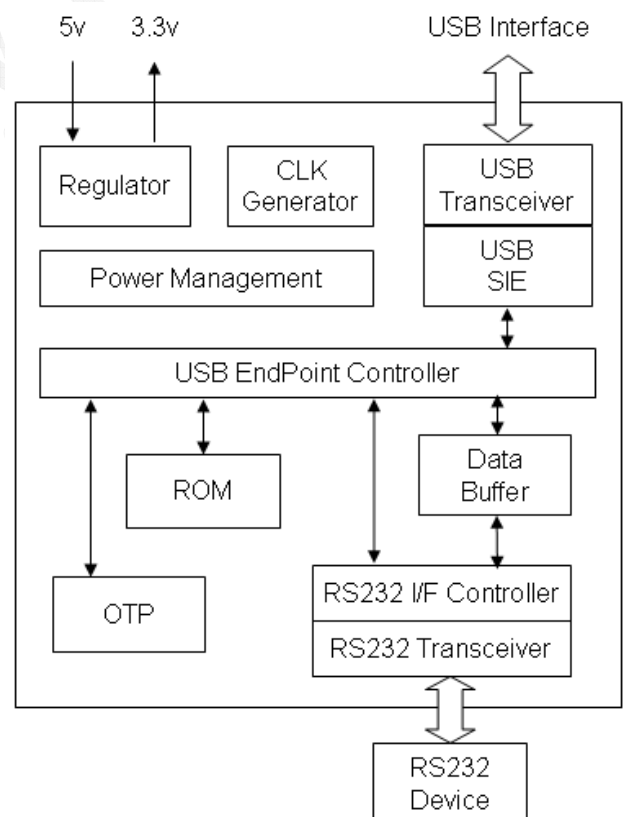 5v 3.3v USB Interface
Regulator
CLK
Generator
USB
Transceiver
USB
SIE
Power Management
USB EndPoint Controller
ROM
Data
Buffer
OTP
RS232 I/F Controller
RS232 Transceiver
RS232
Device